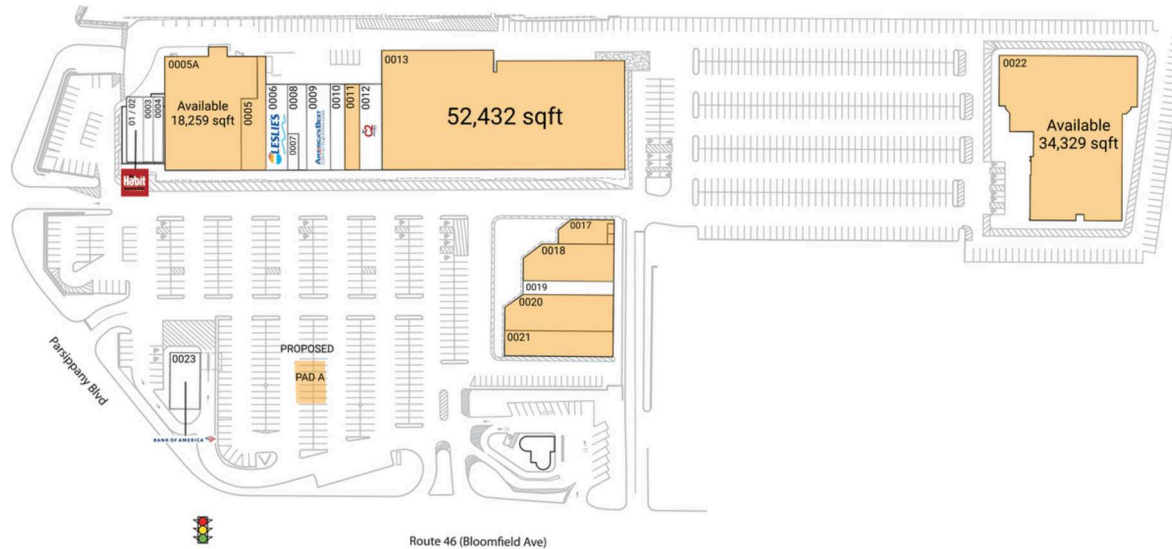 0005A
Available
18,259 sqft
01 / 02
0003
0004
0005
0006
LESLIE'S
0008
0007
0009
AMERICA'S BEST
0010
0011
0012
C2
0013
52,432 sqft
0022
Available
34,329 sqft
Habit
0017
0018
0019
0020
0021
0023
PROPOSED
PAD A
Parsippany Blvd
BANK OF AMERICA
Route 46 (Bloomfield Ave)